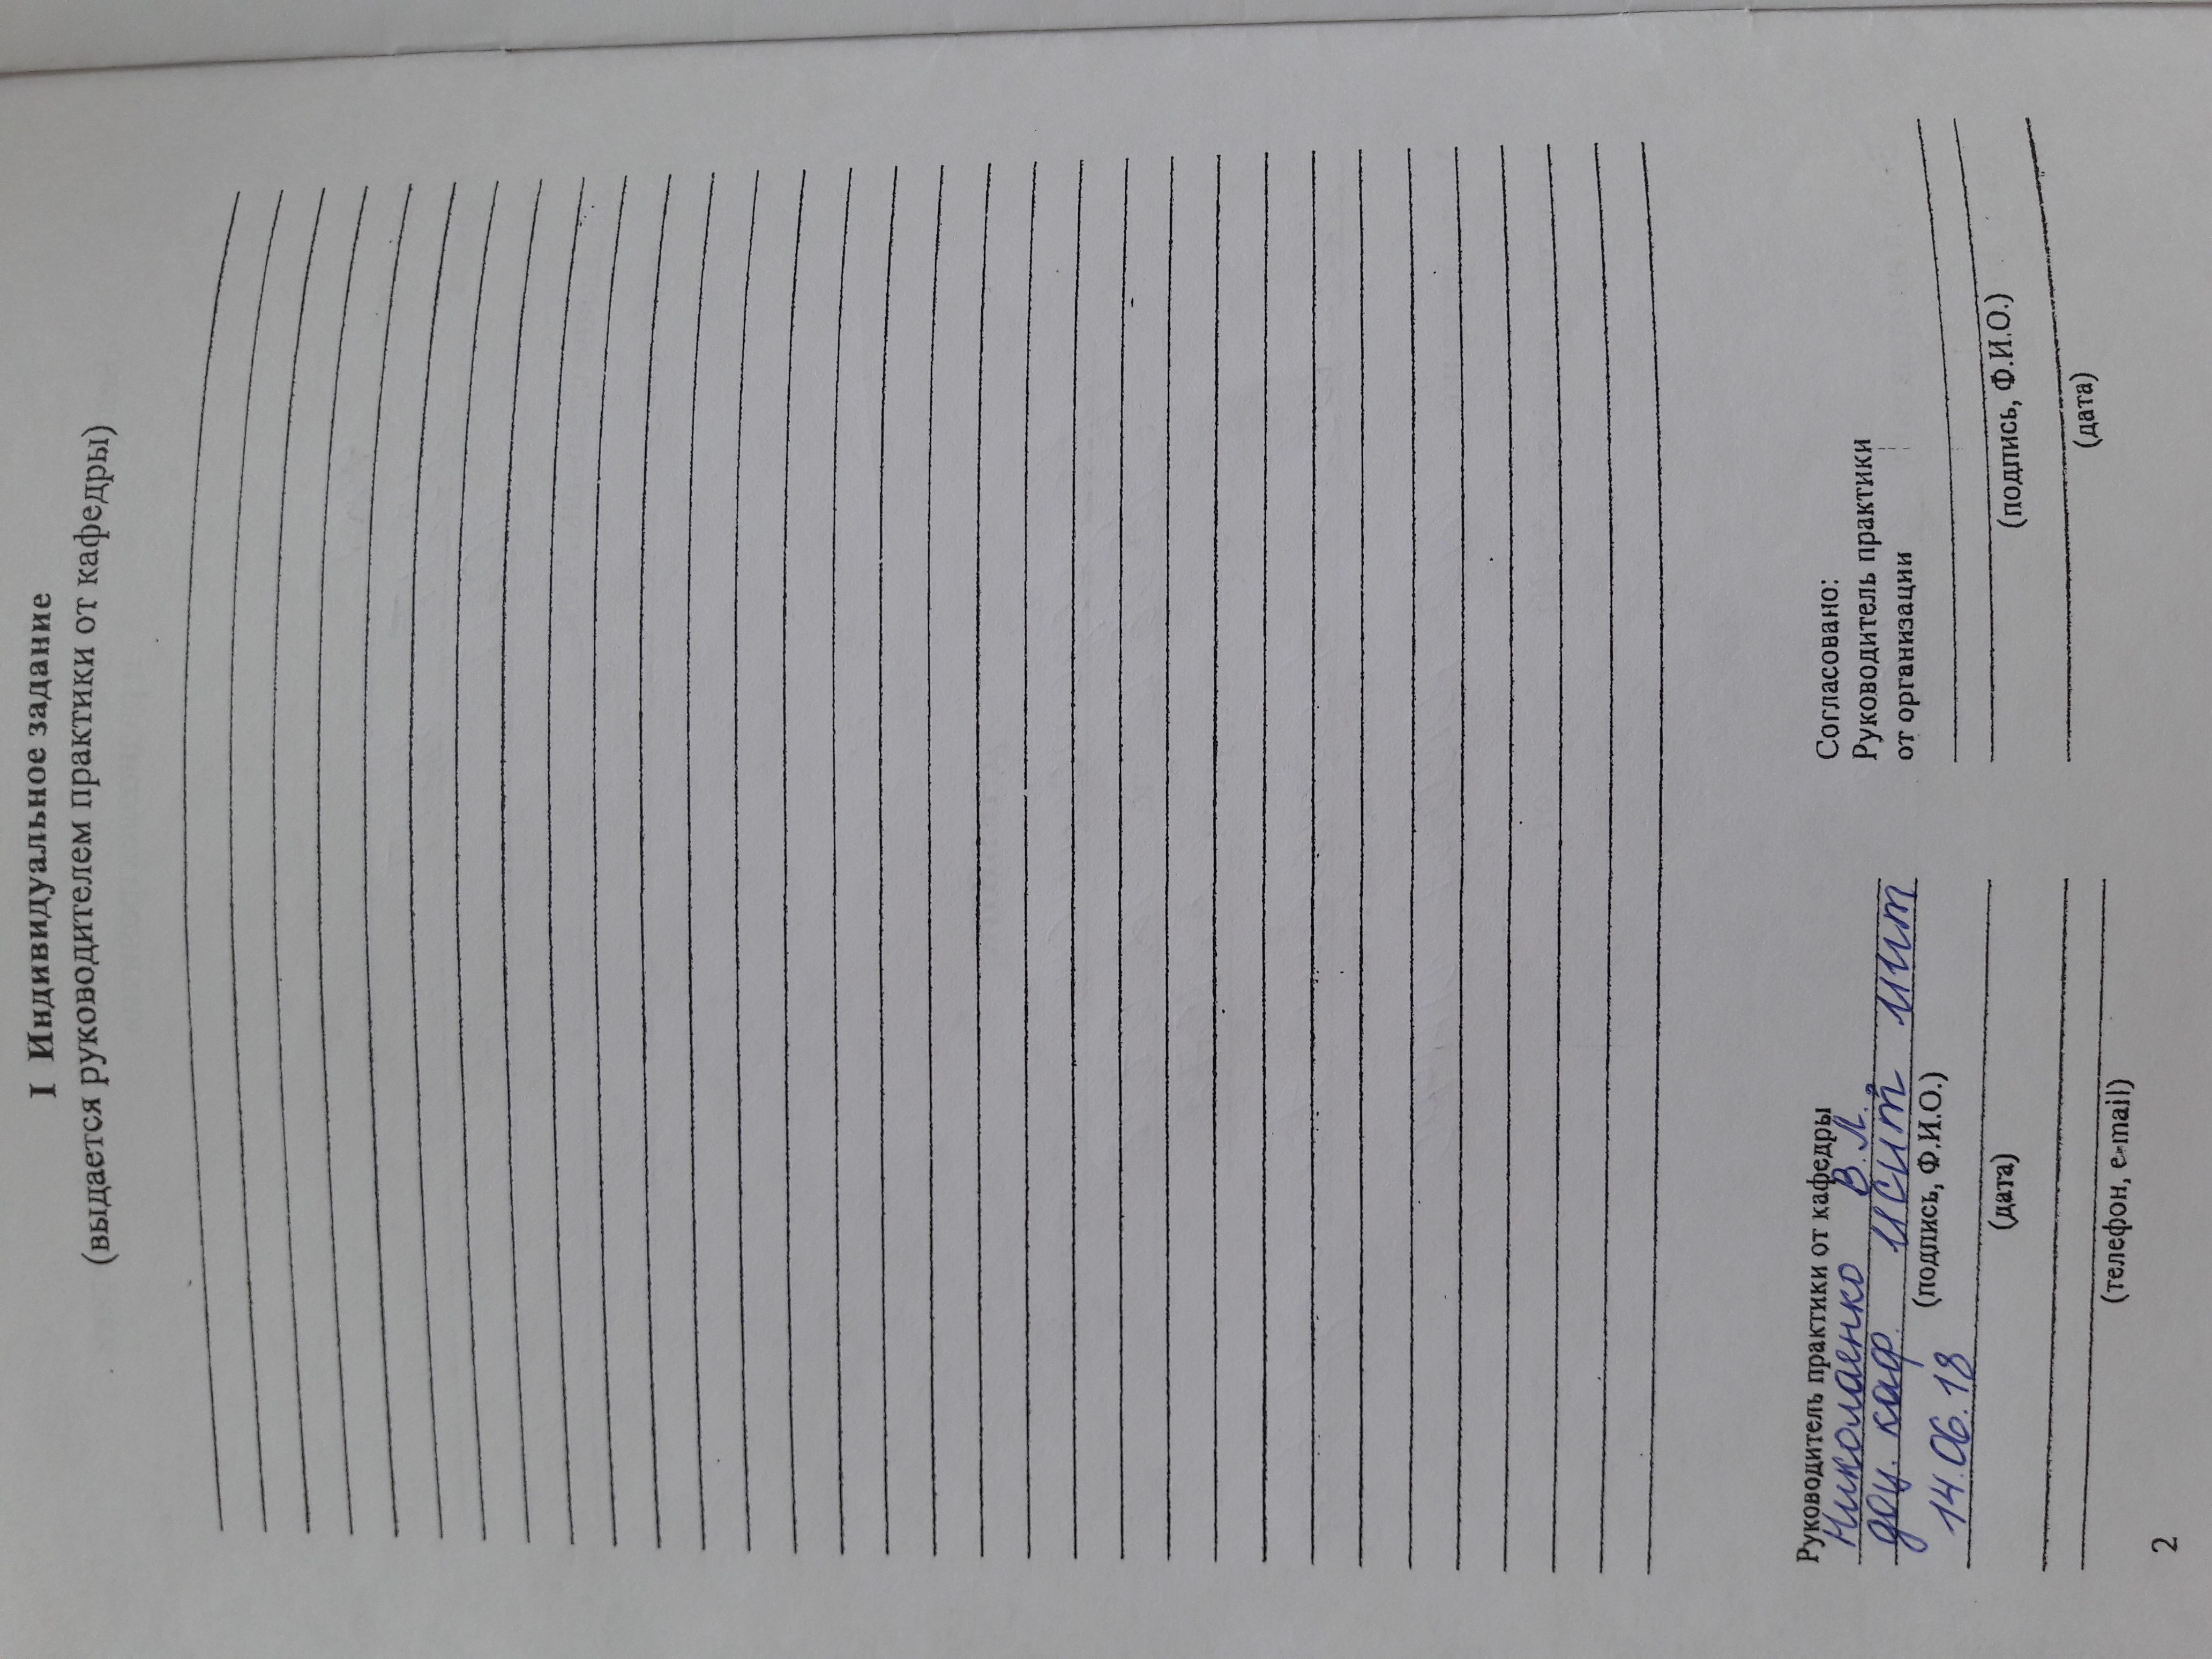 I Индивидуальное задание
(выдается руководителем практики от кафедры)
Руководитель практики от кафедры
Николаенко В.Л.,
доц. каф. ИСИТ ИИТ
(подпись, Ф.И.О.)
14.06.18
(дата)
(телефон, e-mail)
Согласовано:
Руководитель практики
от организации
(подпись, Ф.И.О.)
(дата)
2